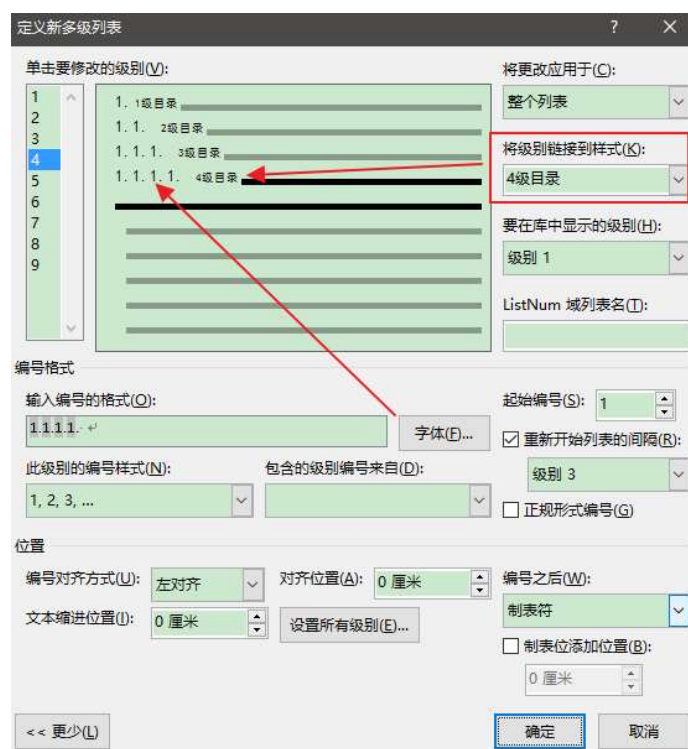 定义新多级列表
? ×
单击要修改的级别(V):
将更改应用于(C):
1
2
3
4
5
6
7
8
9
1. 1级目录
1.1. 2级目录
1.1.1. 3级目录
1.1.1.1. 4级目录
整个列表
将级别链接到样式(K):
4级目录
要在库中显示的级别(H):
级别 1
ListNum 域列表名(T):
编号格式
输入编号的格式(O):
1.1.1.1.
字体(F)...
起始编号(S): 1
重新开始列表的间隔(R):
此级别的编号样式(N):
包含的级别编号来自(D):
级别 3
1, 2, 3, ...
正规形式编号(G)
位置
编号对齐方式(U): 左对齐
对齐位置(A): 0 厘米
编号之后(W):
制表符
文本缩进位置(I): 0 厘米
设置所有级别(E)...
制表位添加位置(B):
0 厘米
<< 更少(L)
确定
取消